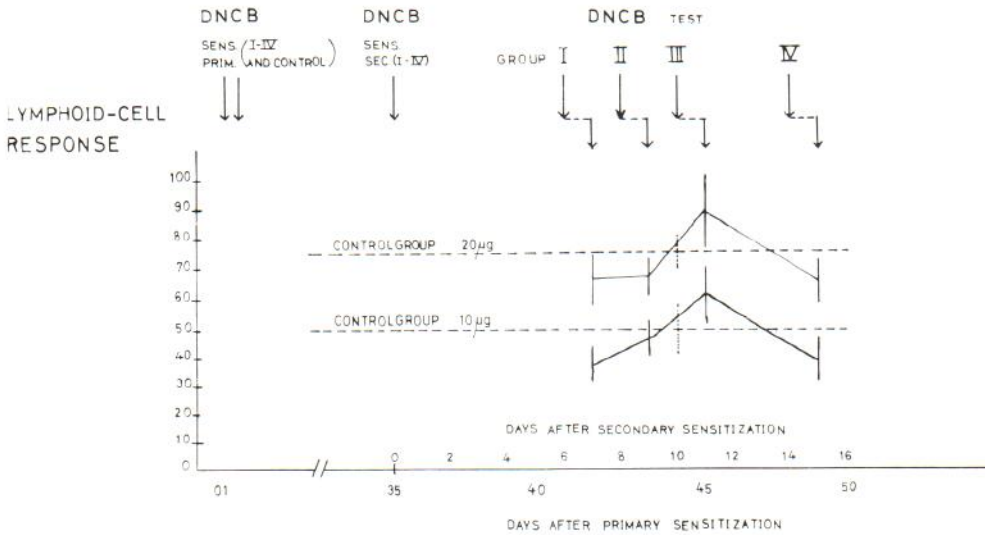 DNCB DNCB DNCB TEST
SENS. (I-IV
PRIM. AND CONTROL)
SENS.
SEC (I-IV)
GROUP I II III IV
LYMPHOID-CELL
RESPONSE
100
90
80
70
60
50
40
30
20
10
0
CONTROLGROUP 20µg
CONTROLGROUP 10µg
DAYS AFTER SECONDARY SENSITIZATION
0 2 4 6 8 10 12 14 16
01 35 40 45 50
DAYS AFTER PRIMARY SENSITIZATION